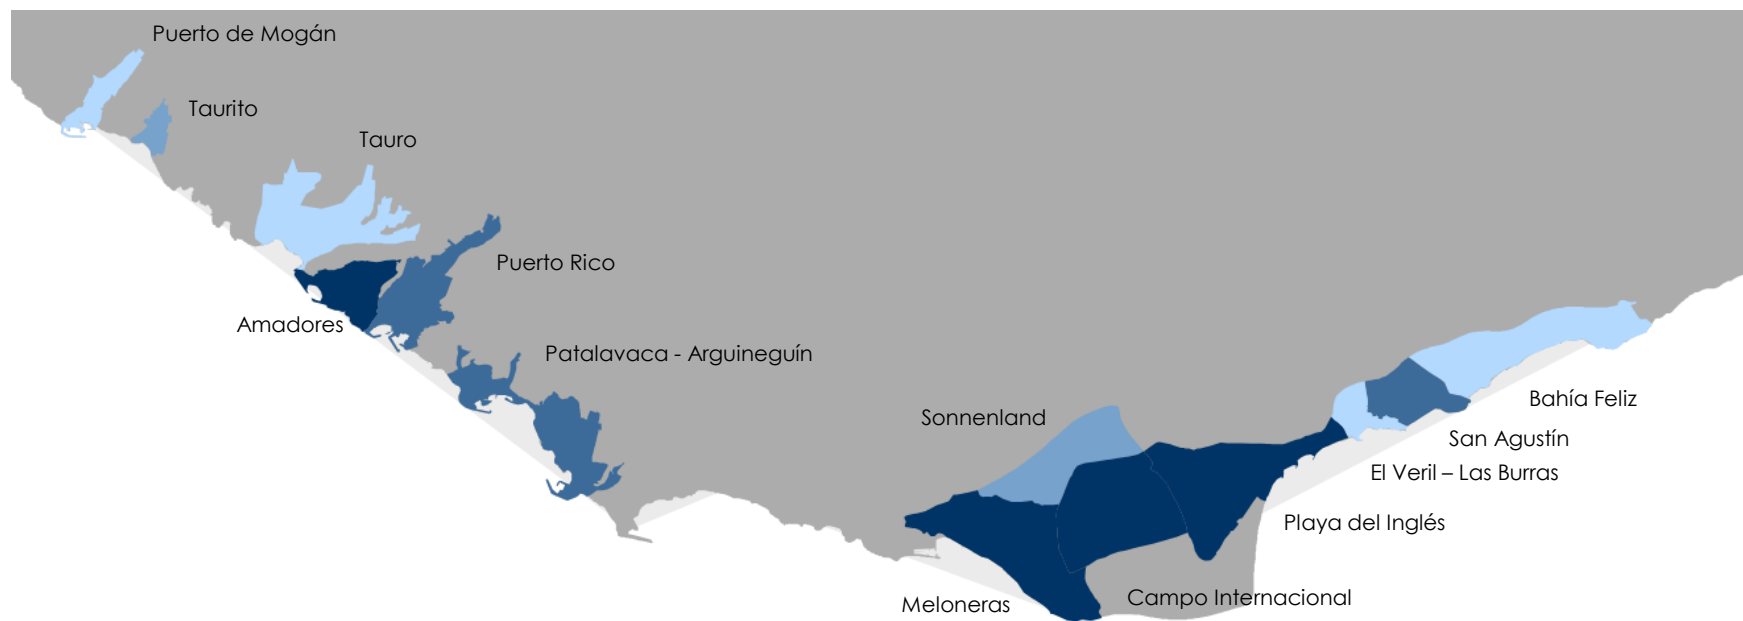 Puerto de Mogán
Taurito
Tauro
Puerto Rico
Amadores
Patalavaca - Arguineguín
Bahía Feliz
Sonnenland
San Agustín
El Veril – Las Burras
Playa del Inglés
Campo Internacional
Meloneras